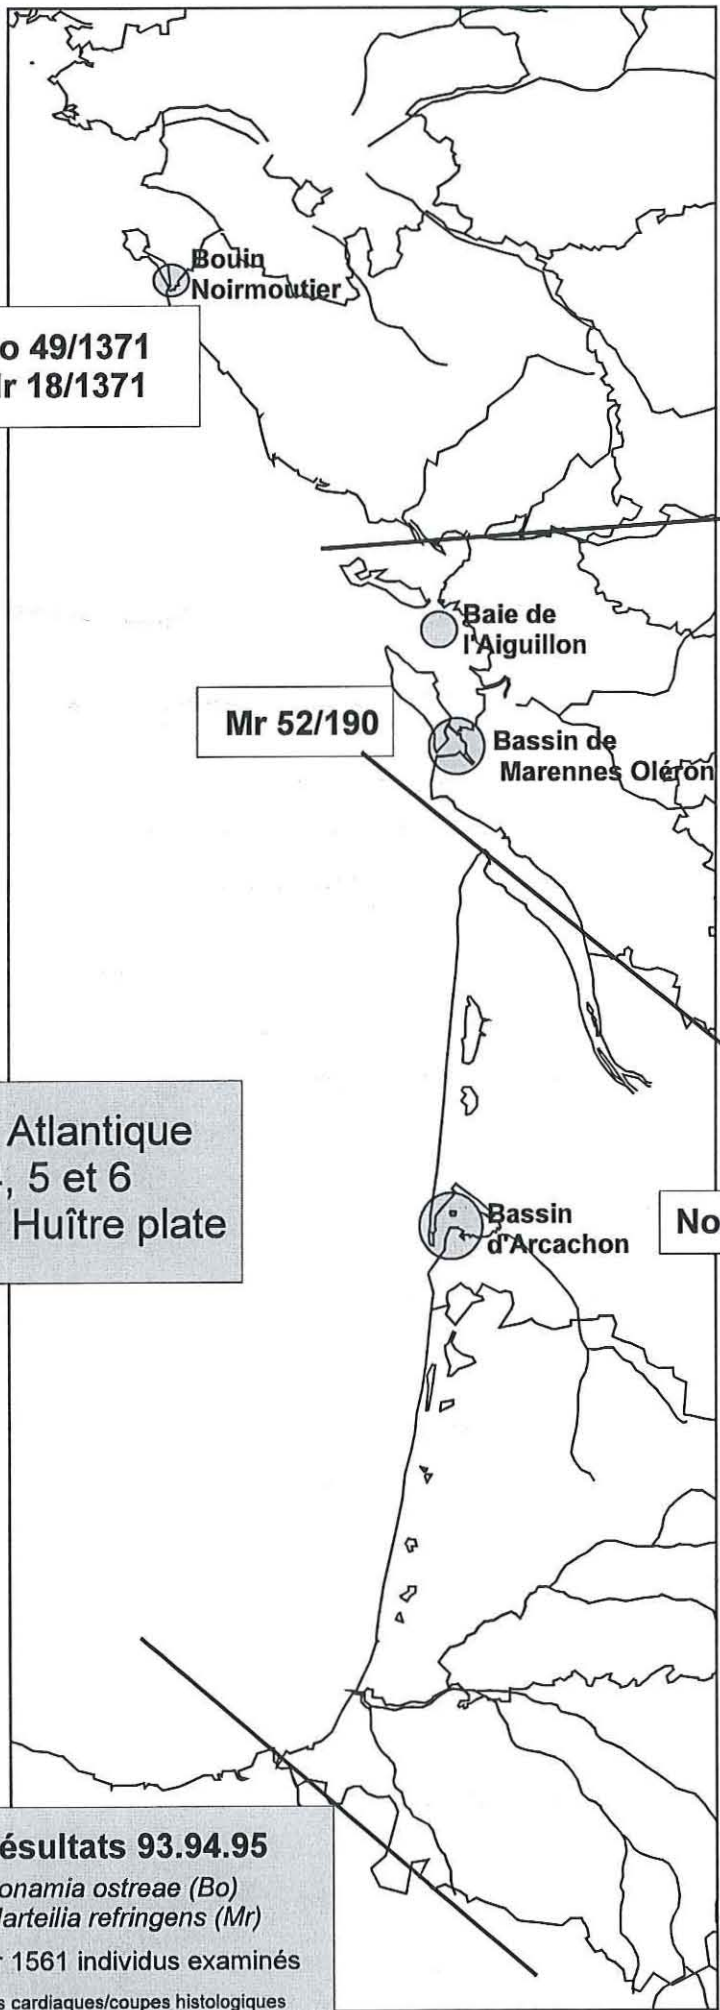 Bouin
Noirmoutier
o 49/1371
r 18/1371
Baie de
l'Aiguillon
Mr 52/190
Bassin de
Marennes Oléron
Atlantique
, 5 et 6
Huître plate
Bassin
d'Arcachon
No
ésultats 93.94.95
onamia ostreae (Bo)
arteilia refringens (Mr)
1561 individus examinés
s cardiaques/coupes histologiques